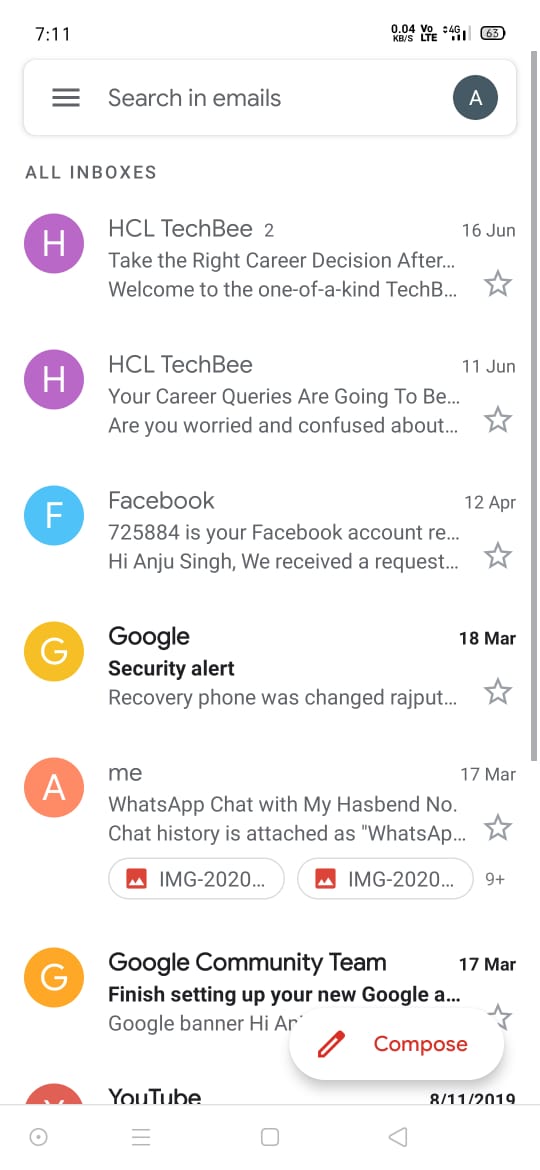 7:11
0.04 KB/S Vo LTE 4G 63
Search in emails
A
ALL INBOXES
H
HCL TechBee 2
16 Jun
Take the Right Career Decision After...
Welcome to the one-of-a-kind TechB...
H
HCL TechBee
11 Jun
Your Career Queries Are Going To Be...
Are you worried and confused about...
F
Facebook
12 Apr
725884 is your Facebook account re...
Hi Anju Singh, We received a request...
G
Google
18 Mar
Security alert
Recovery phone was changed rajput...
A
me
17 Mar
WhatsApp Chat with My Hasbend No.
Chat history is attached as "WhatsAp...
IMG-2020...
IMG-2020...
9+
G
Google Community Team
17 Mar
Finish setting up your new Google a...
Google banner Hi An
Compose
YouTube
8/11/2019